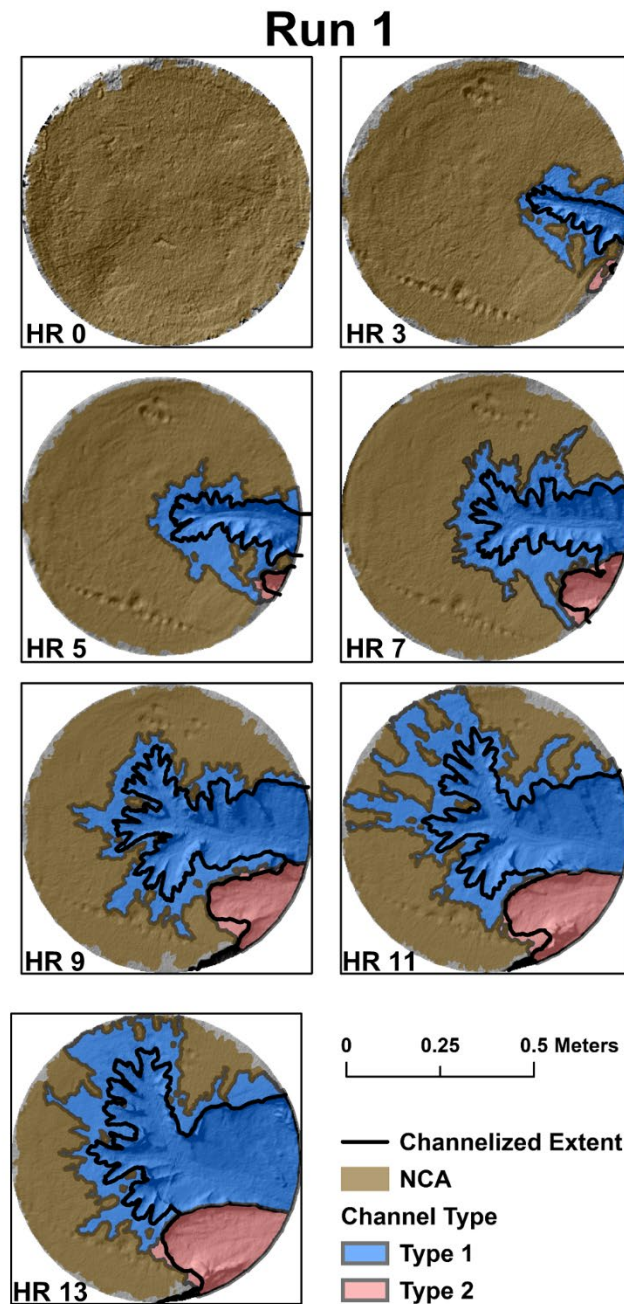 Run 1
HR 0
HR 3
HR 5
HR 7
HR 9
HR 11
HR 13
0 0.25 0.5 Meters
Channelized Extent
NCA
Channel Type
Type 1
Type 2